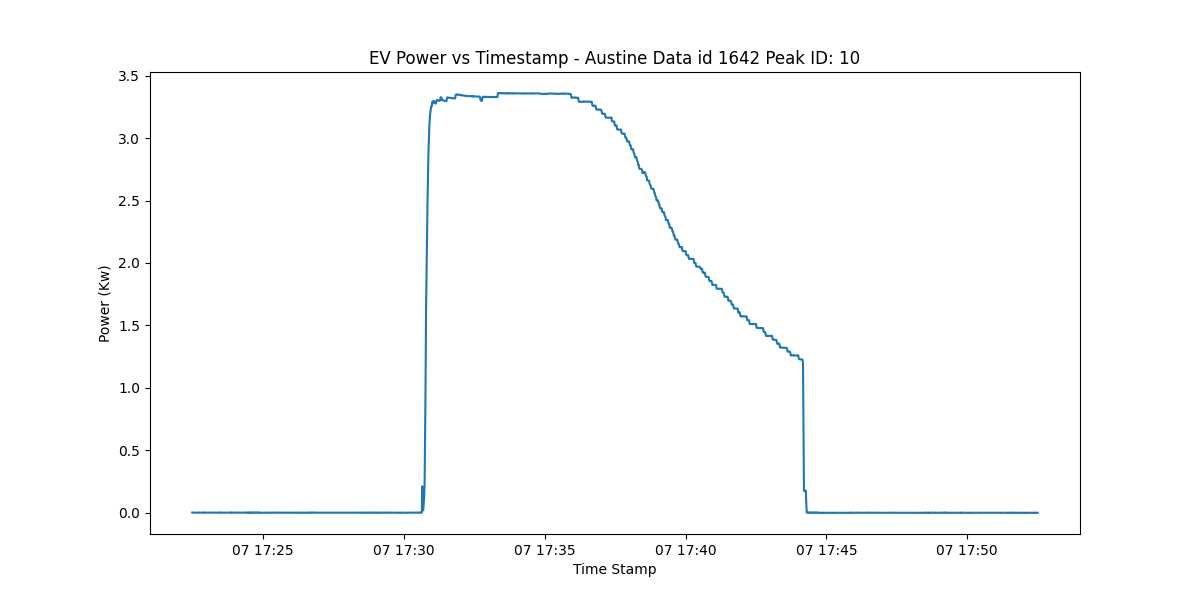 EV Power vs Timestamp - Austine Data id 1642 Peak ID: 10
3.5
3.0
2.5
2.0
1.5
1.0
0.5
0.0
Power (Kw)
07 17:25 07 17:30 07 17:35 07 17:40 07 17:45 07 17:50
Time Stamp